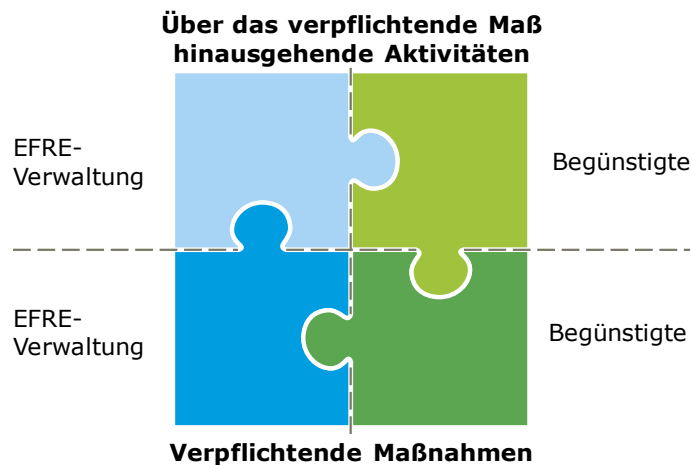 Über das verpflichtende Maß
hinausgehende Aktivitäten
EFRE-
Verwaltung
Begünstigte
EFRE-
Verwaltung
Begünstigte
Verpflichtende Maßnahmen